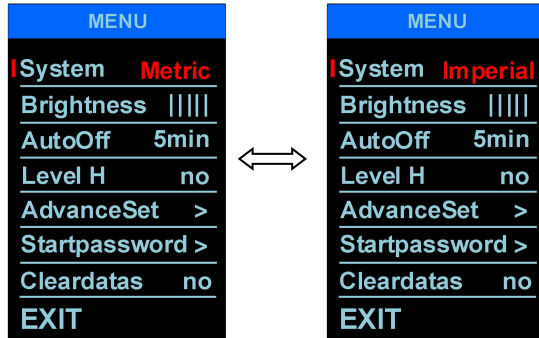 MENU
System Metric
Brightness |||||
AutoOff 5min
Level H no
AdvanceSet >
Startpassword >
Cleardatas no
EXIT
MENU
System Imperial
Brightness |||||
AutoOff 5min
Level H no
AdvanceSet >
Startpassword >
Cleardatas no
EXIT